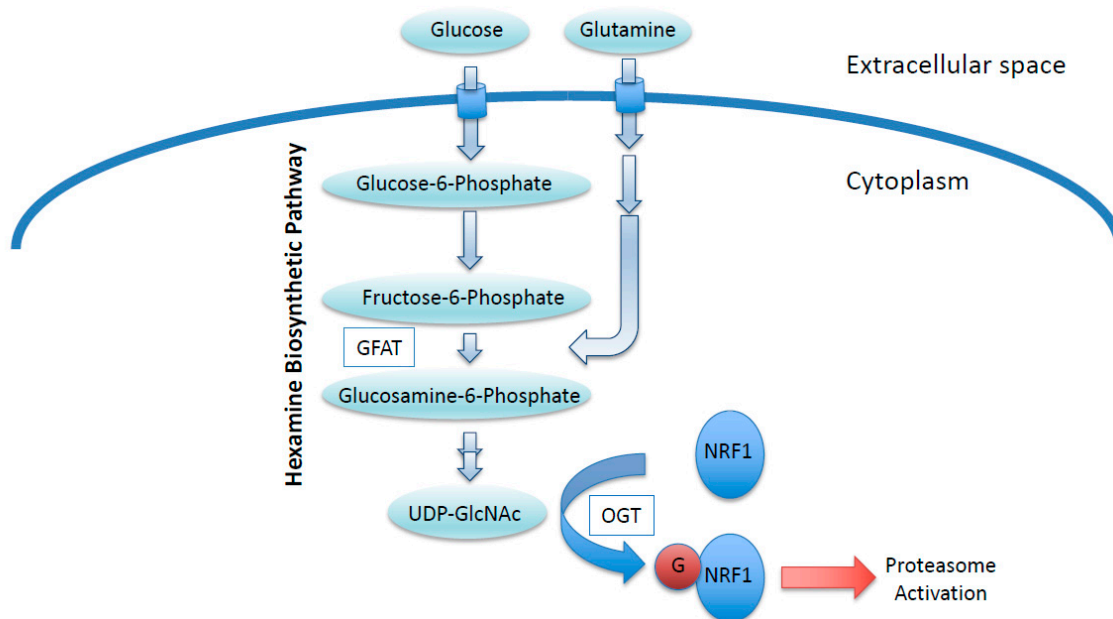 Glucose
Glutamine
Extracellular space
Cytoplasm
Hexamine Biosynthetic Pathway
Glucose-6-Phosphate
Fructose-6-Phosphate
GFAT
Glucosamine-6-Phosphate
NRF1
UDP-GlcNAc
OGT
G
NRF1
Proteasome
Activation